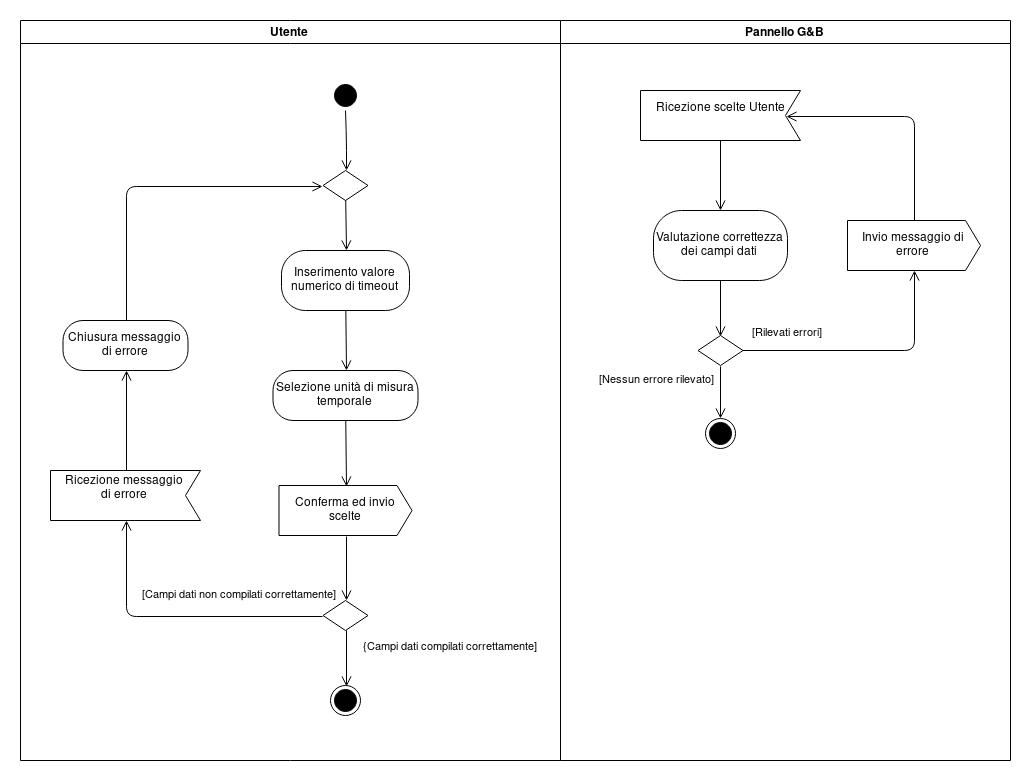 Utente
Pannello G&B
Inserimento valore
numerico di timeout
Selezione unità di misura
temporale
Conferma ed invio
scelte
[Campi dati non compilati correttamente]
{Campi dati compilati correttamente]
Ricezione messaggio
di errore
Chiusura messaggio
di errore
Ricezione scelte Utente
Valutazione correttezza
dei campi dati
[Rilevati errori]
[Nessun errore rilevato]
Invio messaggio di
errore